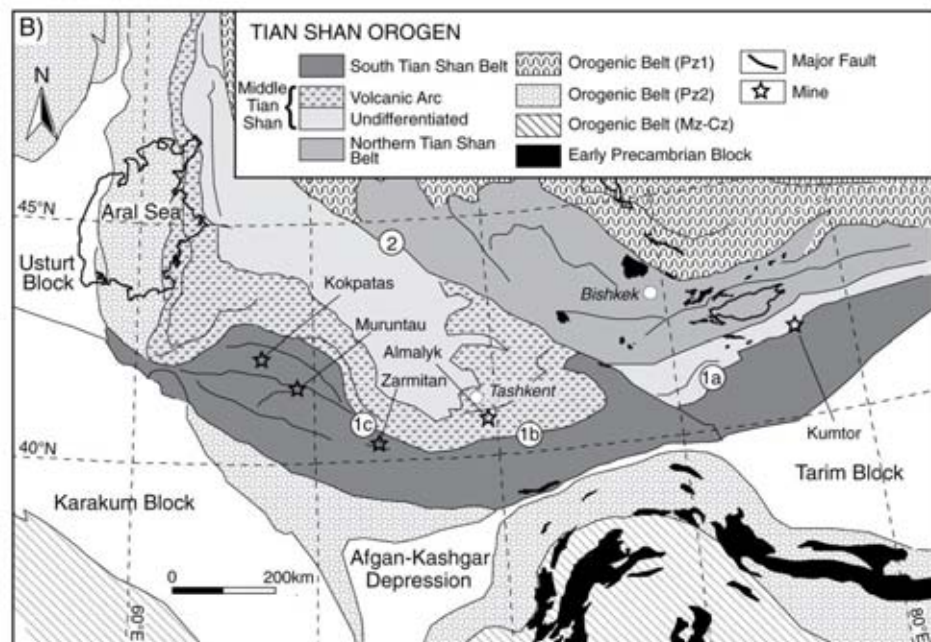 B)
TIAN SHAN OROGEN
South Tian Shan Belt
Middle
Tian
Shan
Volcanic Arc
Undifferentiated
Northern Tian Shan
Belt
Orogenic Belt (Pz1)
Orogenic Belt (Pz2)
Orogenic Belt (Mz-Cz)
Early Precambrian Block
Major Fault
Mine
N
45°N
Aral Sea
Usturt
Block
2
Kokpatas
Bishkek
Muruntau
Almalyk
Zarmitan
Tashkent
1a
1c
1b
Kumtor
40°N
Tarim Block
Karakum Block
Afgan-Kashgar
Depression
0
200km
60°E
80°E